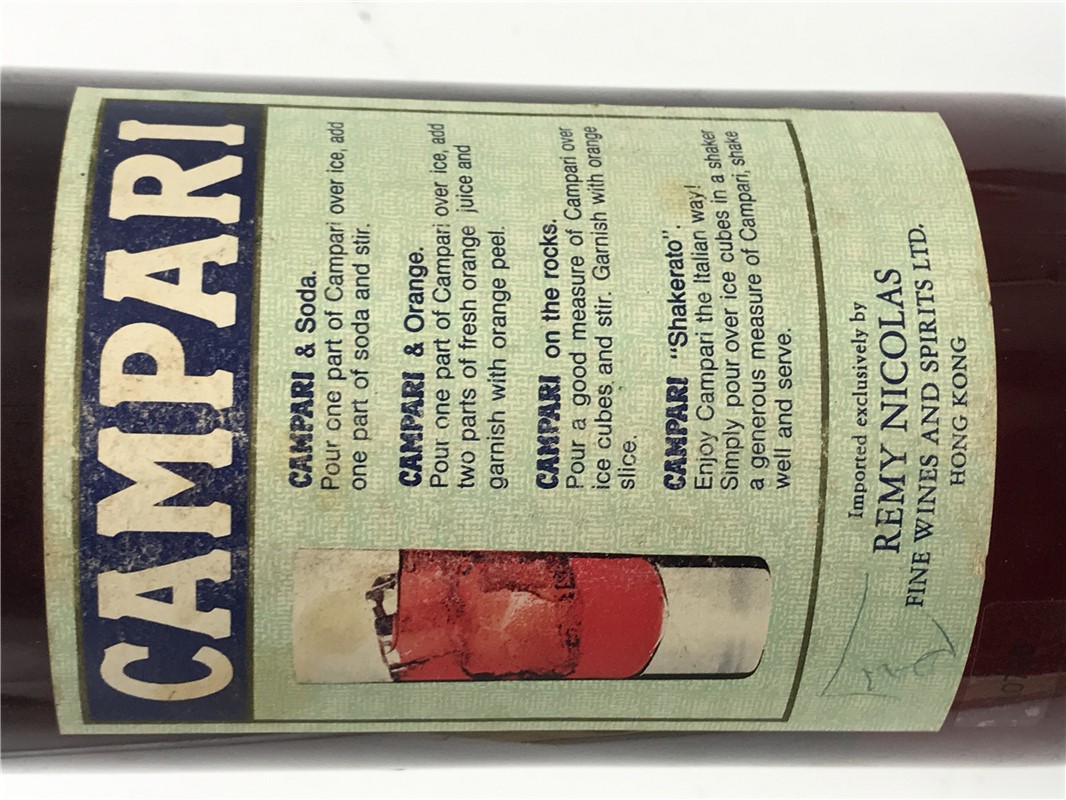 CAMPARI
CAMPARI & Soda.
Pour one part of Campari over ice, add
one part of soda and stir.
CAMPARI & Orange.
Pour one part of Campari over ice, add
two parts of fresh orange juice and
garnish with orange peel.
CAMPARI on the rocks.
Pour a good measure of Campari over
ice cubes and stir. Garnish with orange
slice.
CAMPARI "Shakerato".
Enjoy Campari the Italian way!
Simply pour over ice cubes in a shaker
a generous measure of Campari, shake
well and serve.
Imported exclusively by
REMY NICOLAS
FINE WINES AND SPIRITS LTD.
HONG KONG